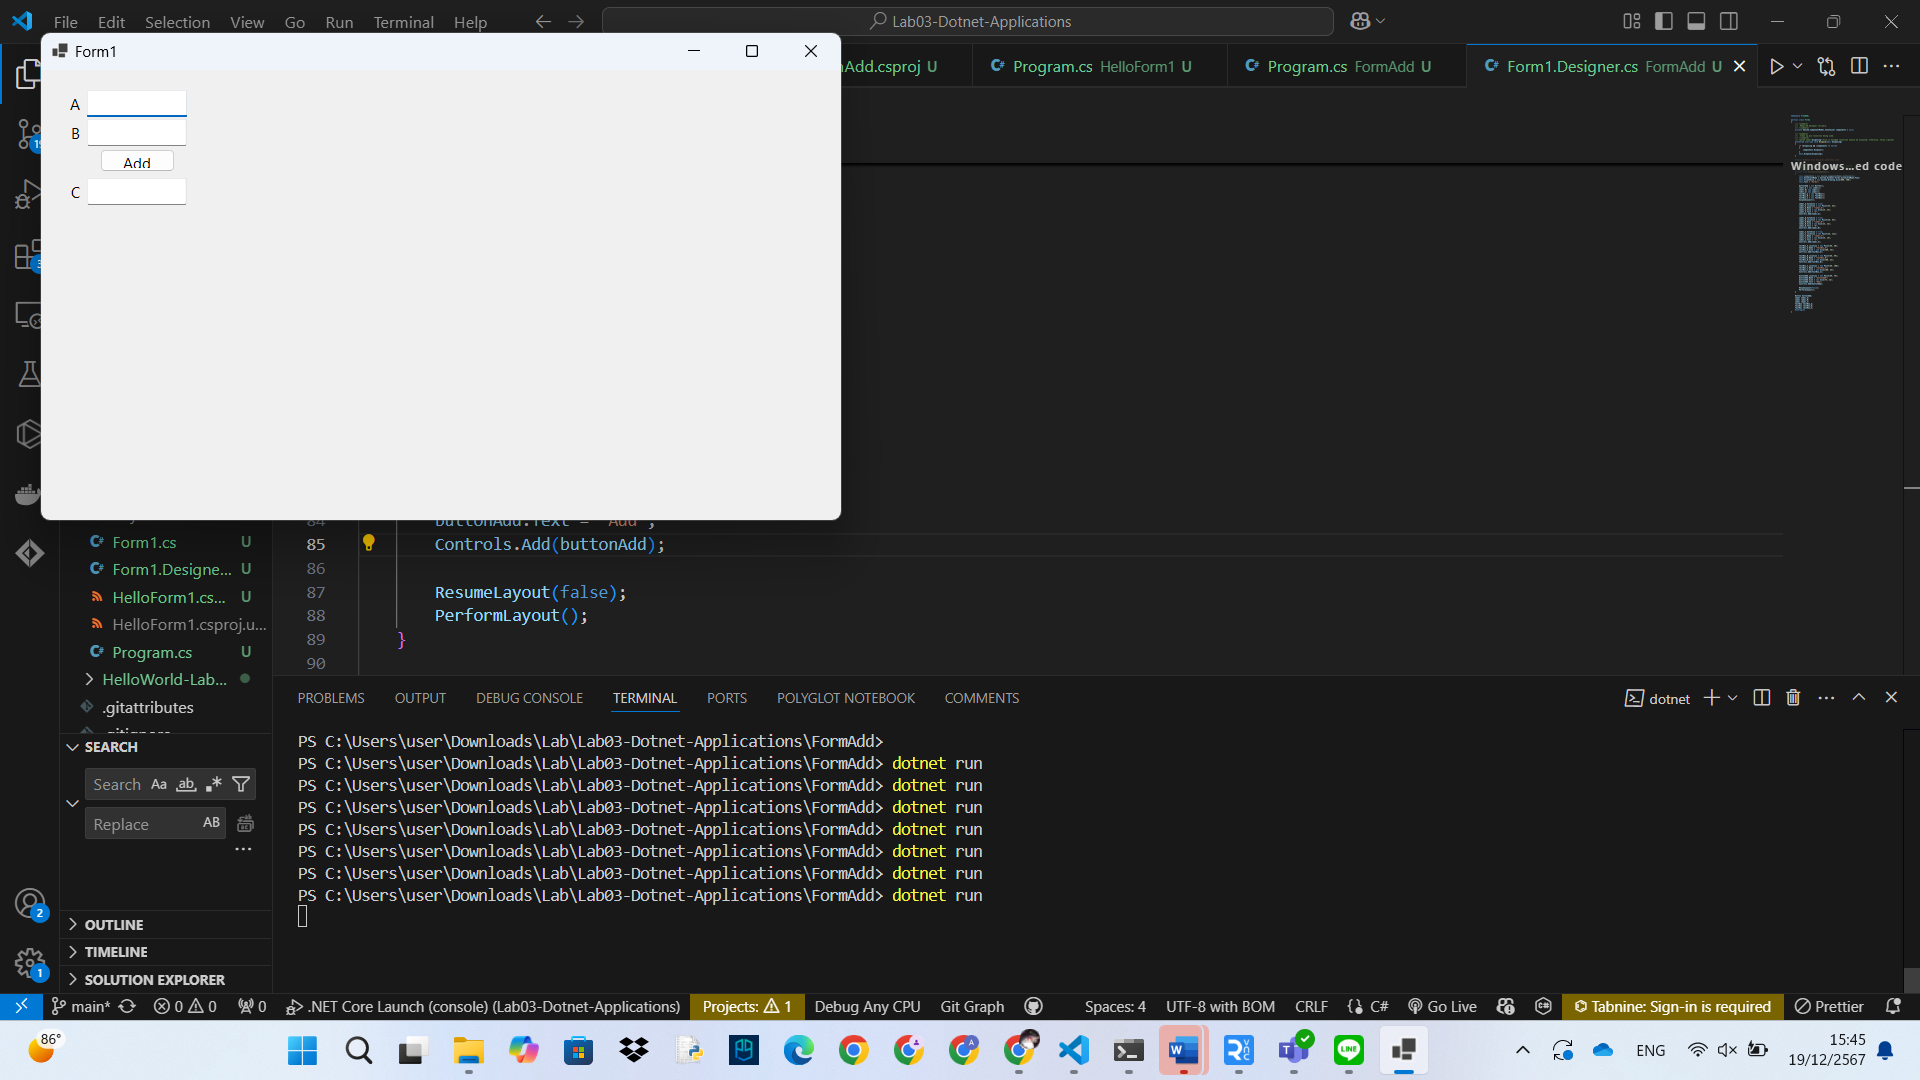 File Edit Selection View Go Run Terminal Help
Lab03-Dotnet-Applications
Form1
Add.csproj U
Program.cs HelloForm1 U
Program.cs FormAdd U
Form1.Designer.cs FormAdd U
A
B
Add
C
Windows...ed code
84 buttonAdd.Text = "Add";
85 Controls.Add(buttonAdd);
86
87 ResumeLayout(false);
88 PerformLayout();
89 }
90
Form1.cs U
Form1.Designe... U
HelloForm1.cs... U
HelloForm1.csproj.u...
Program.cs U
HelloWorld-Lab...
.gitattributes
.gitignore
SEARCH
Search Aa ab
Replace AB
OUTLINE
TIMELINE
SOLUTION EXPLORER
2
1
PROBLEMS OUTPUT DEBUG CONSOLE TERMINAL PORTS POLYGLOT NOTEBOOK COMMENTS
dotnet
PS C:\Users\user\Downloads\Lab\Lab03-Dotnet-Applications\FormAdd>
PS C:\Users\user\Downloads\Lab\Lab03-Dotnet-Applications\FormAdd> dotnet run
PS C:\Users\user\Downloads\Lab\Lab03-Dotnet-Applications\FormAdd> dotnet run
PS C:\Users\user\Downloads\Lab\Lab03-Dotnet-Applications\FormAdd> dotnet run
PS C:\Users\user\Downloads\Lab\Lab03-Dotnet-Applications\FormAdd> dotnet run
PS C:\Users\user\Downloads\Lab\Lab03-Dotnet-Applications\FormAdd> dotnet run
PS C:\Users\user\Downloads\Lab\Lab03-Dotnet-Applications\FormAdd> dotnet run
PS C:\Users\user\Downloads\Lab\Lab03-Dotnet-Applications\FormAdd> dotnet run
main* 0 0 0 .NET Core Launch (console) (Lab03-Dotnet-Applications) Projects: 1 Debug Any CPU Git Graph Spaces: 4 UTF-8 with BOM CRLF C# Go Live Tabnine: Sign-in is required Prettier
86°
ENG
15:45
19/12/2567